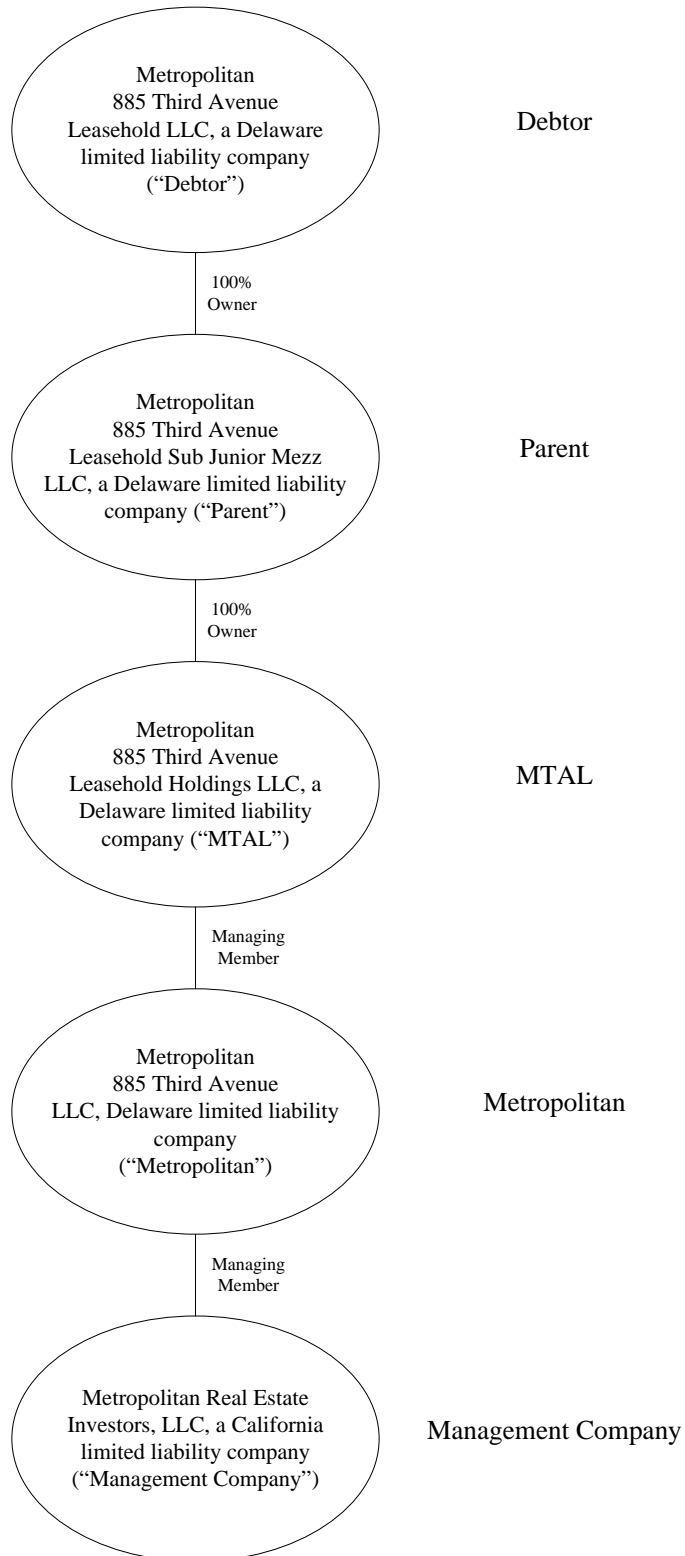 Metropolitan
885 Third Avenue
Leasehold LLC, a Delaware
limited liability company
(“Debtor”)
Debtor
100%
Owner
Metropolitan
885 Third Avenue
Leasehold Sub Junior Mezz
LLC, a Delaware limited liability
company (“Parent”)
Parent
100%
Owner
Metropolitan
885 Third Avenue
Leasehold Holdings LLC, a
Delaware limited liability
company (“MTAL”)
MTAL
Managing
Member
Metropolitan
885 Third Avenue
LLC, Delaware limited liability
company
(“Metropolitan”)
Metropolitan
Managing
Member
Metropolitan Real Estate
Investors, LLC, a California
limited liability company
(“Management Company”)
Management Company